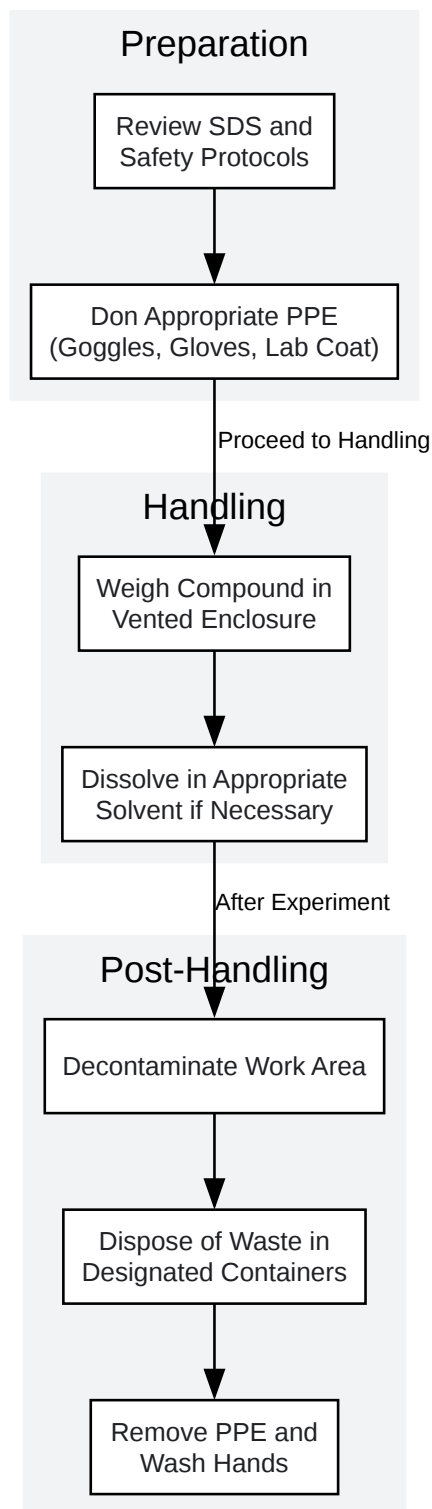 Preparation
Review SDS and
Safety Protocols
Don Appropriate PPE
(Goggles, Gloves, Lab Coat)
Proceed to Handling
Handling
Weigh Compound in
Vented Enclosure
Dissolve in Appropriate
Solvent if Necessary
After Experiment
Post-Handling
Decontaminate Work Area
Dispose of Waste in
Designated Containers
Remove PPE and
Wash Hands